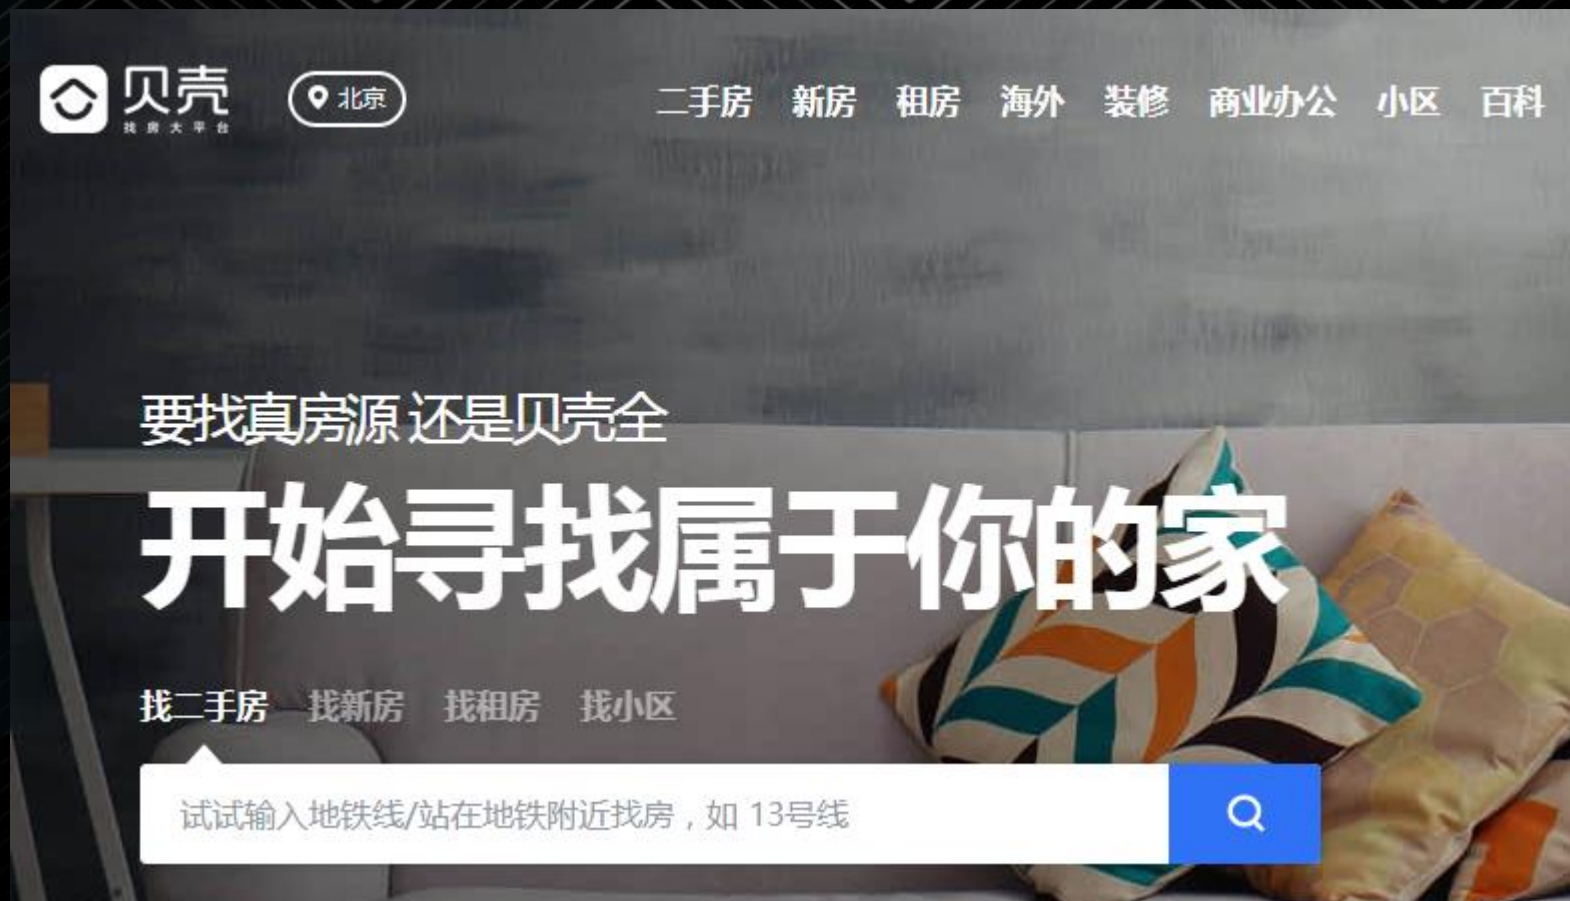 贝壳
找房大平台
北京
二手房 新房 租房 海外 装修 商业办公 小区 百科
要找真房源 还是贝壳全
开始寻找属于你的家
找二手房 找新房 找租房 找小区
试试输入地铁线/站在地铁附近找房，如 13号线